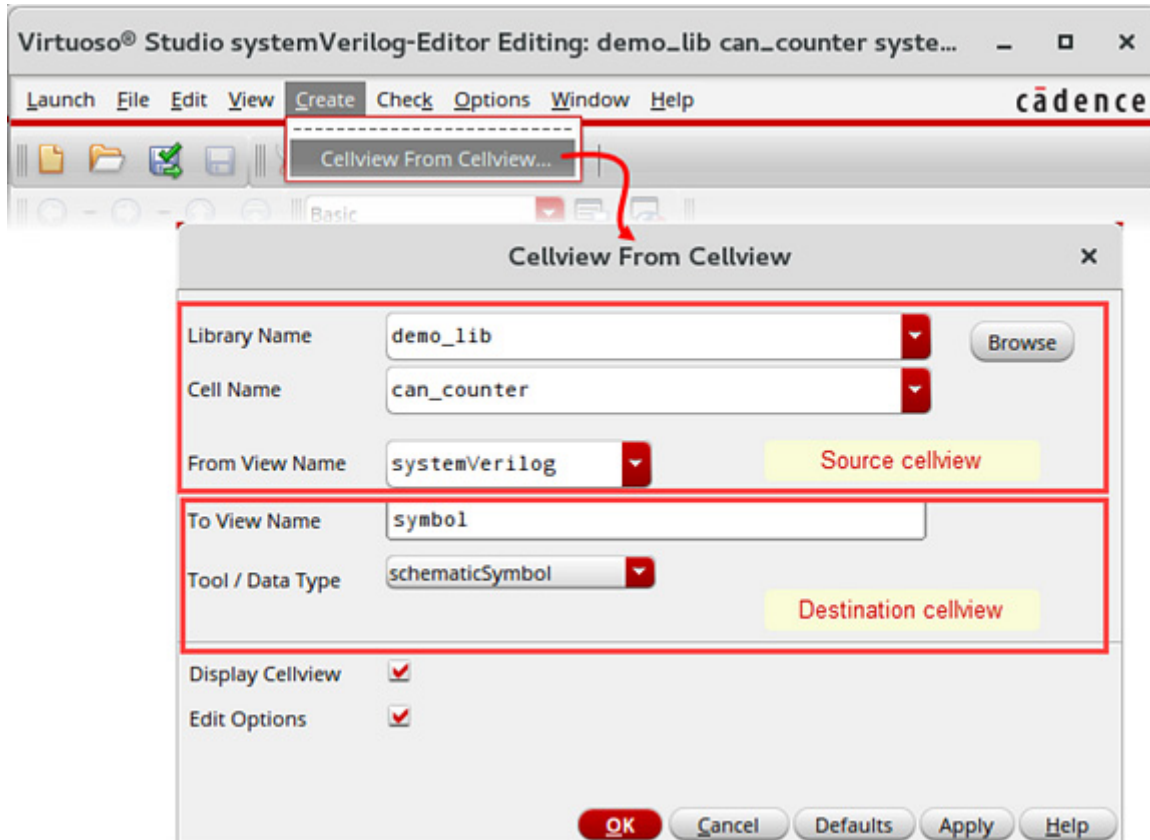 Virtuoso® Studio systemVerilog-Editor Editing: demo_lib can_counter syste...
Launch File Edit View Create Check Options Window Help cādence
Cellview From Cellview...
Basic
Cellview From Cellview
Library Name demo_lib Browse
Cell Name can_counter
From View Name systemVerilog Source cellview
To View Name symbol
Tool / Data Type schematicSymbol
Destination cellview
Display Cellview
Edit Options
OK Cancel Defaults Apply Help